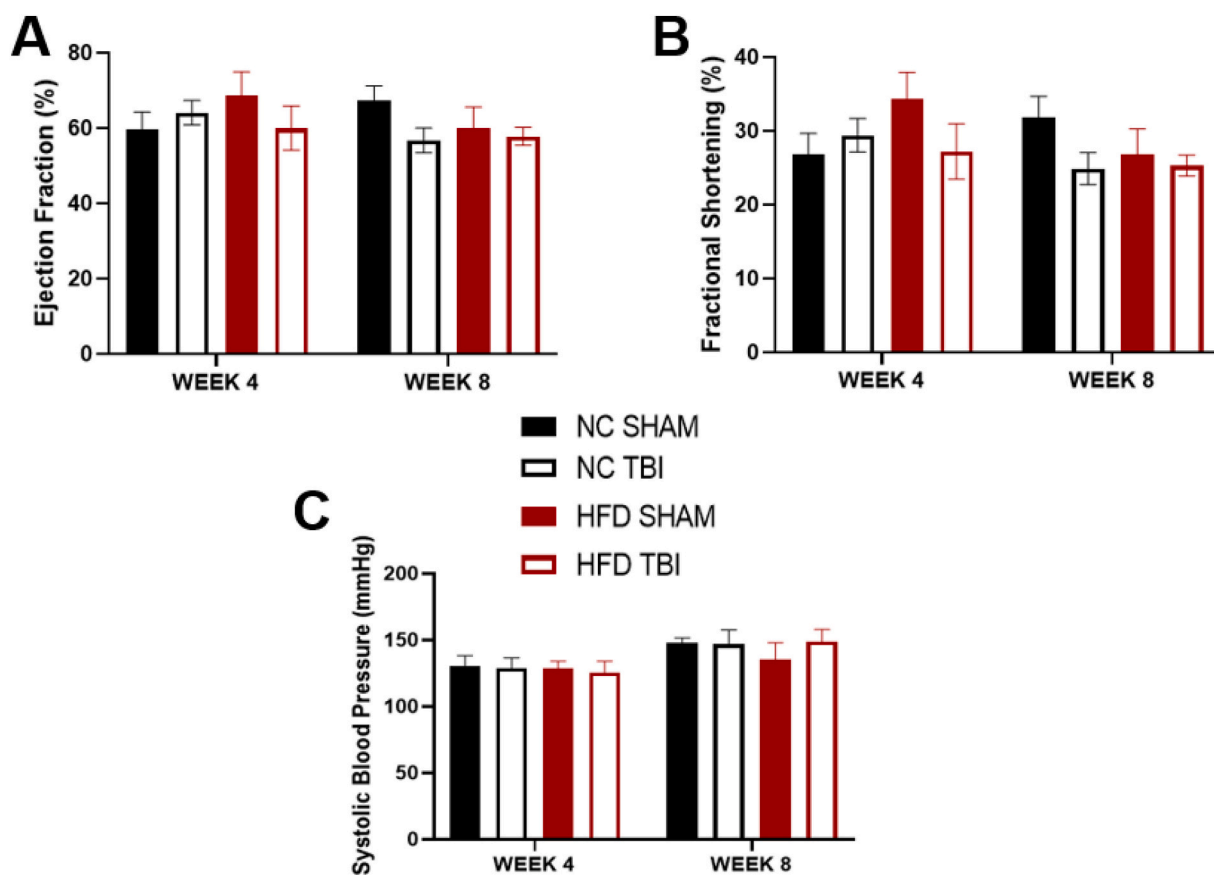 A
Ejection Fraction (%)
80
60
40
20
0
WEEK 4
WEEK 8
B
Fractional Shortening (%)
40
30
20
10
0
WEEK 4
WEEK 8
NC SHAM
NC TBI
HFD SHAM
HFD TBI
C
Systolic Blood Pressure (mmHg)
200
150
100
50
0
WEEK 4
WEEK 8